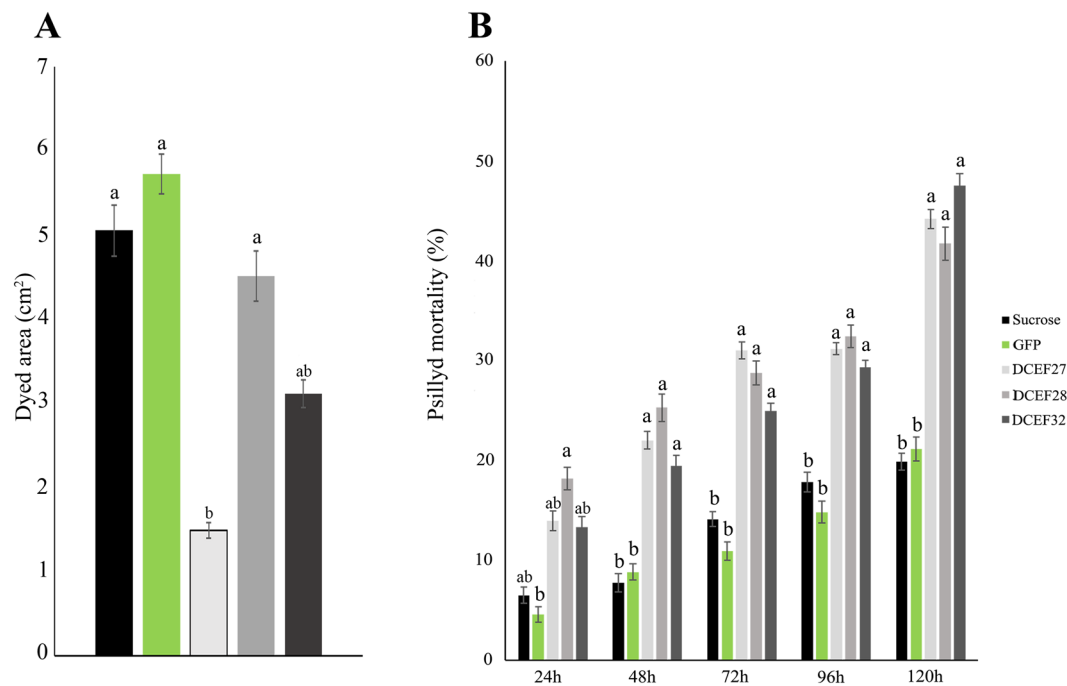 A
7
6
5
4
3
2
1
0
Dyed area (cm²)
a
a
b
a
ab
B
60
50
40
30
20
10
0
Psillyd mortality (%)
ab
b
ab
a
ab
b
b
a
a
a
b
b
a
a
a
b
b
a
a
a
b
b
a
a
a
24h
48h
72h
96h
120h
Sucrose
GFP
DCEF27
DCEF28
DCEF32